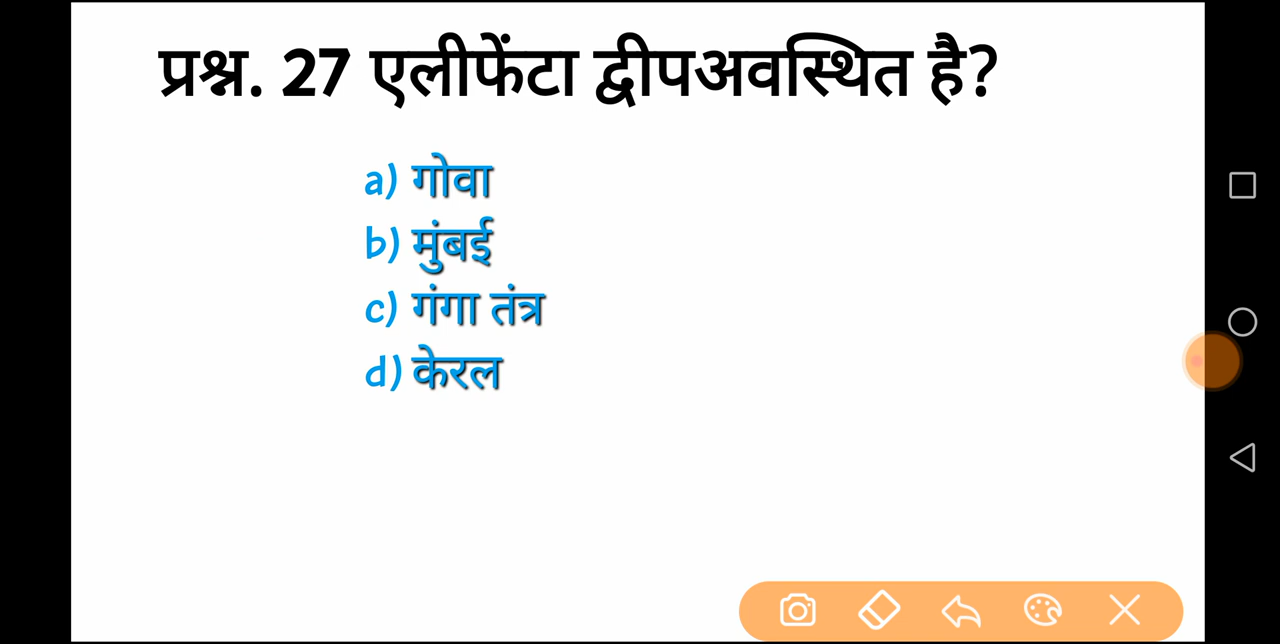 प्रश्न. 27 एलीफेंटा द्वीपअवस्थित है?
a) गोवा
b) मुंबई
c) गंगा तंत्र
d) केरल